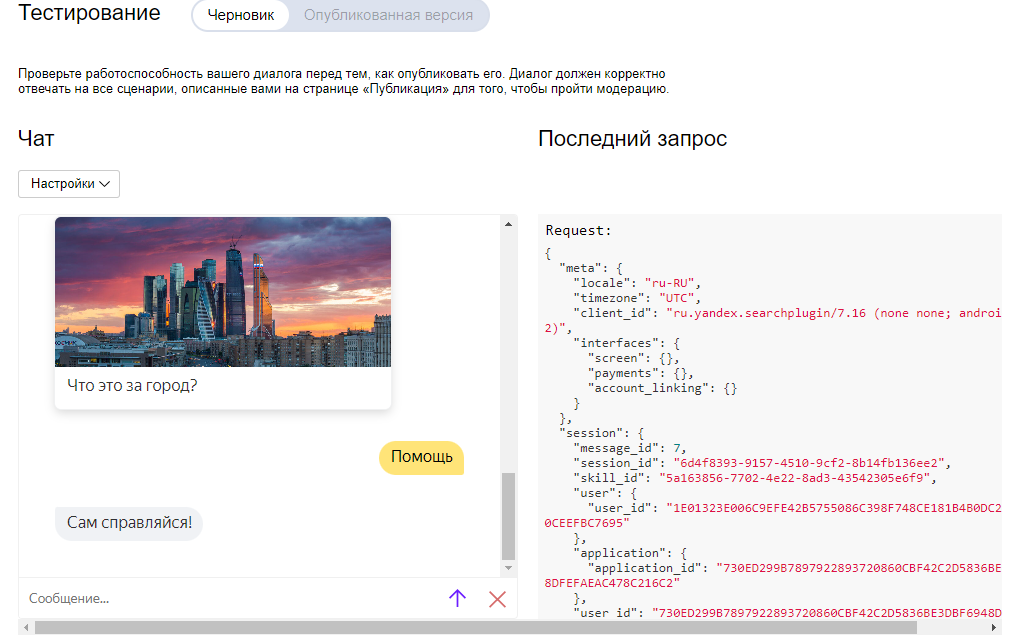 Тестирование
Черновик
Опубликованная версия
Проверьте работоспособность вашего диалога перед тем, как опубликовать его. Диалог должен корректно
отвечать на все сценарии, описанные вами на странице «Публикация» для того, чтобы пройти модерацию.
Чат
Настройки
Что это за город?
Помощь
Сам справляйся!
Сообщение...
Последний запрос
Request:
{
"meta": {
"locale": "ru-RU",
"timezone": "UTC",
"client_id": "ru.yandex.searchplugin/7.16 (none none; androi
2)",
"interfaces": {
"screen": {},
"payments": {},
"account_linking": {}
}
},
"session": {
"message_id": 7,
"session_id": "6d4f8393-9157-4510-9cf2-8b14fb136ee2",
"skill_id": "5a163856-7702-4e22-8ad3-43542305e6f9",
"user": {
"user_id": "1E01323E006C9EFE42B5755086C398F748CE181B4B0DC2
0CEEFBC7695"
},
"application": {
"application_id": "730ED299B7897922893720860CBF42C2D5836BE
8DFEFAEAC478C216C2"
},
"user_id": "730ED299B7897922893720860CBF42C2D5836BE3DBF6948D